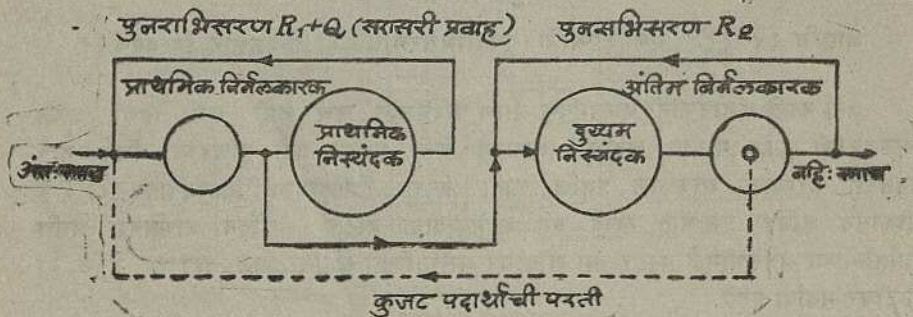 पुनराभिसरण R₁+Q (सरासरी प्रवाह) पुनराभिसरण R₂
प्राथमिक निर्मलकारक अंतिम निर्मलकारक
प्राथमिक दुय्यम
निस्यंदक निस्यंदक
कुजट पदार्थाची परती